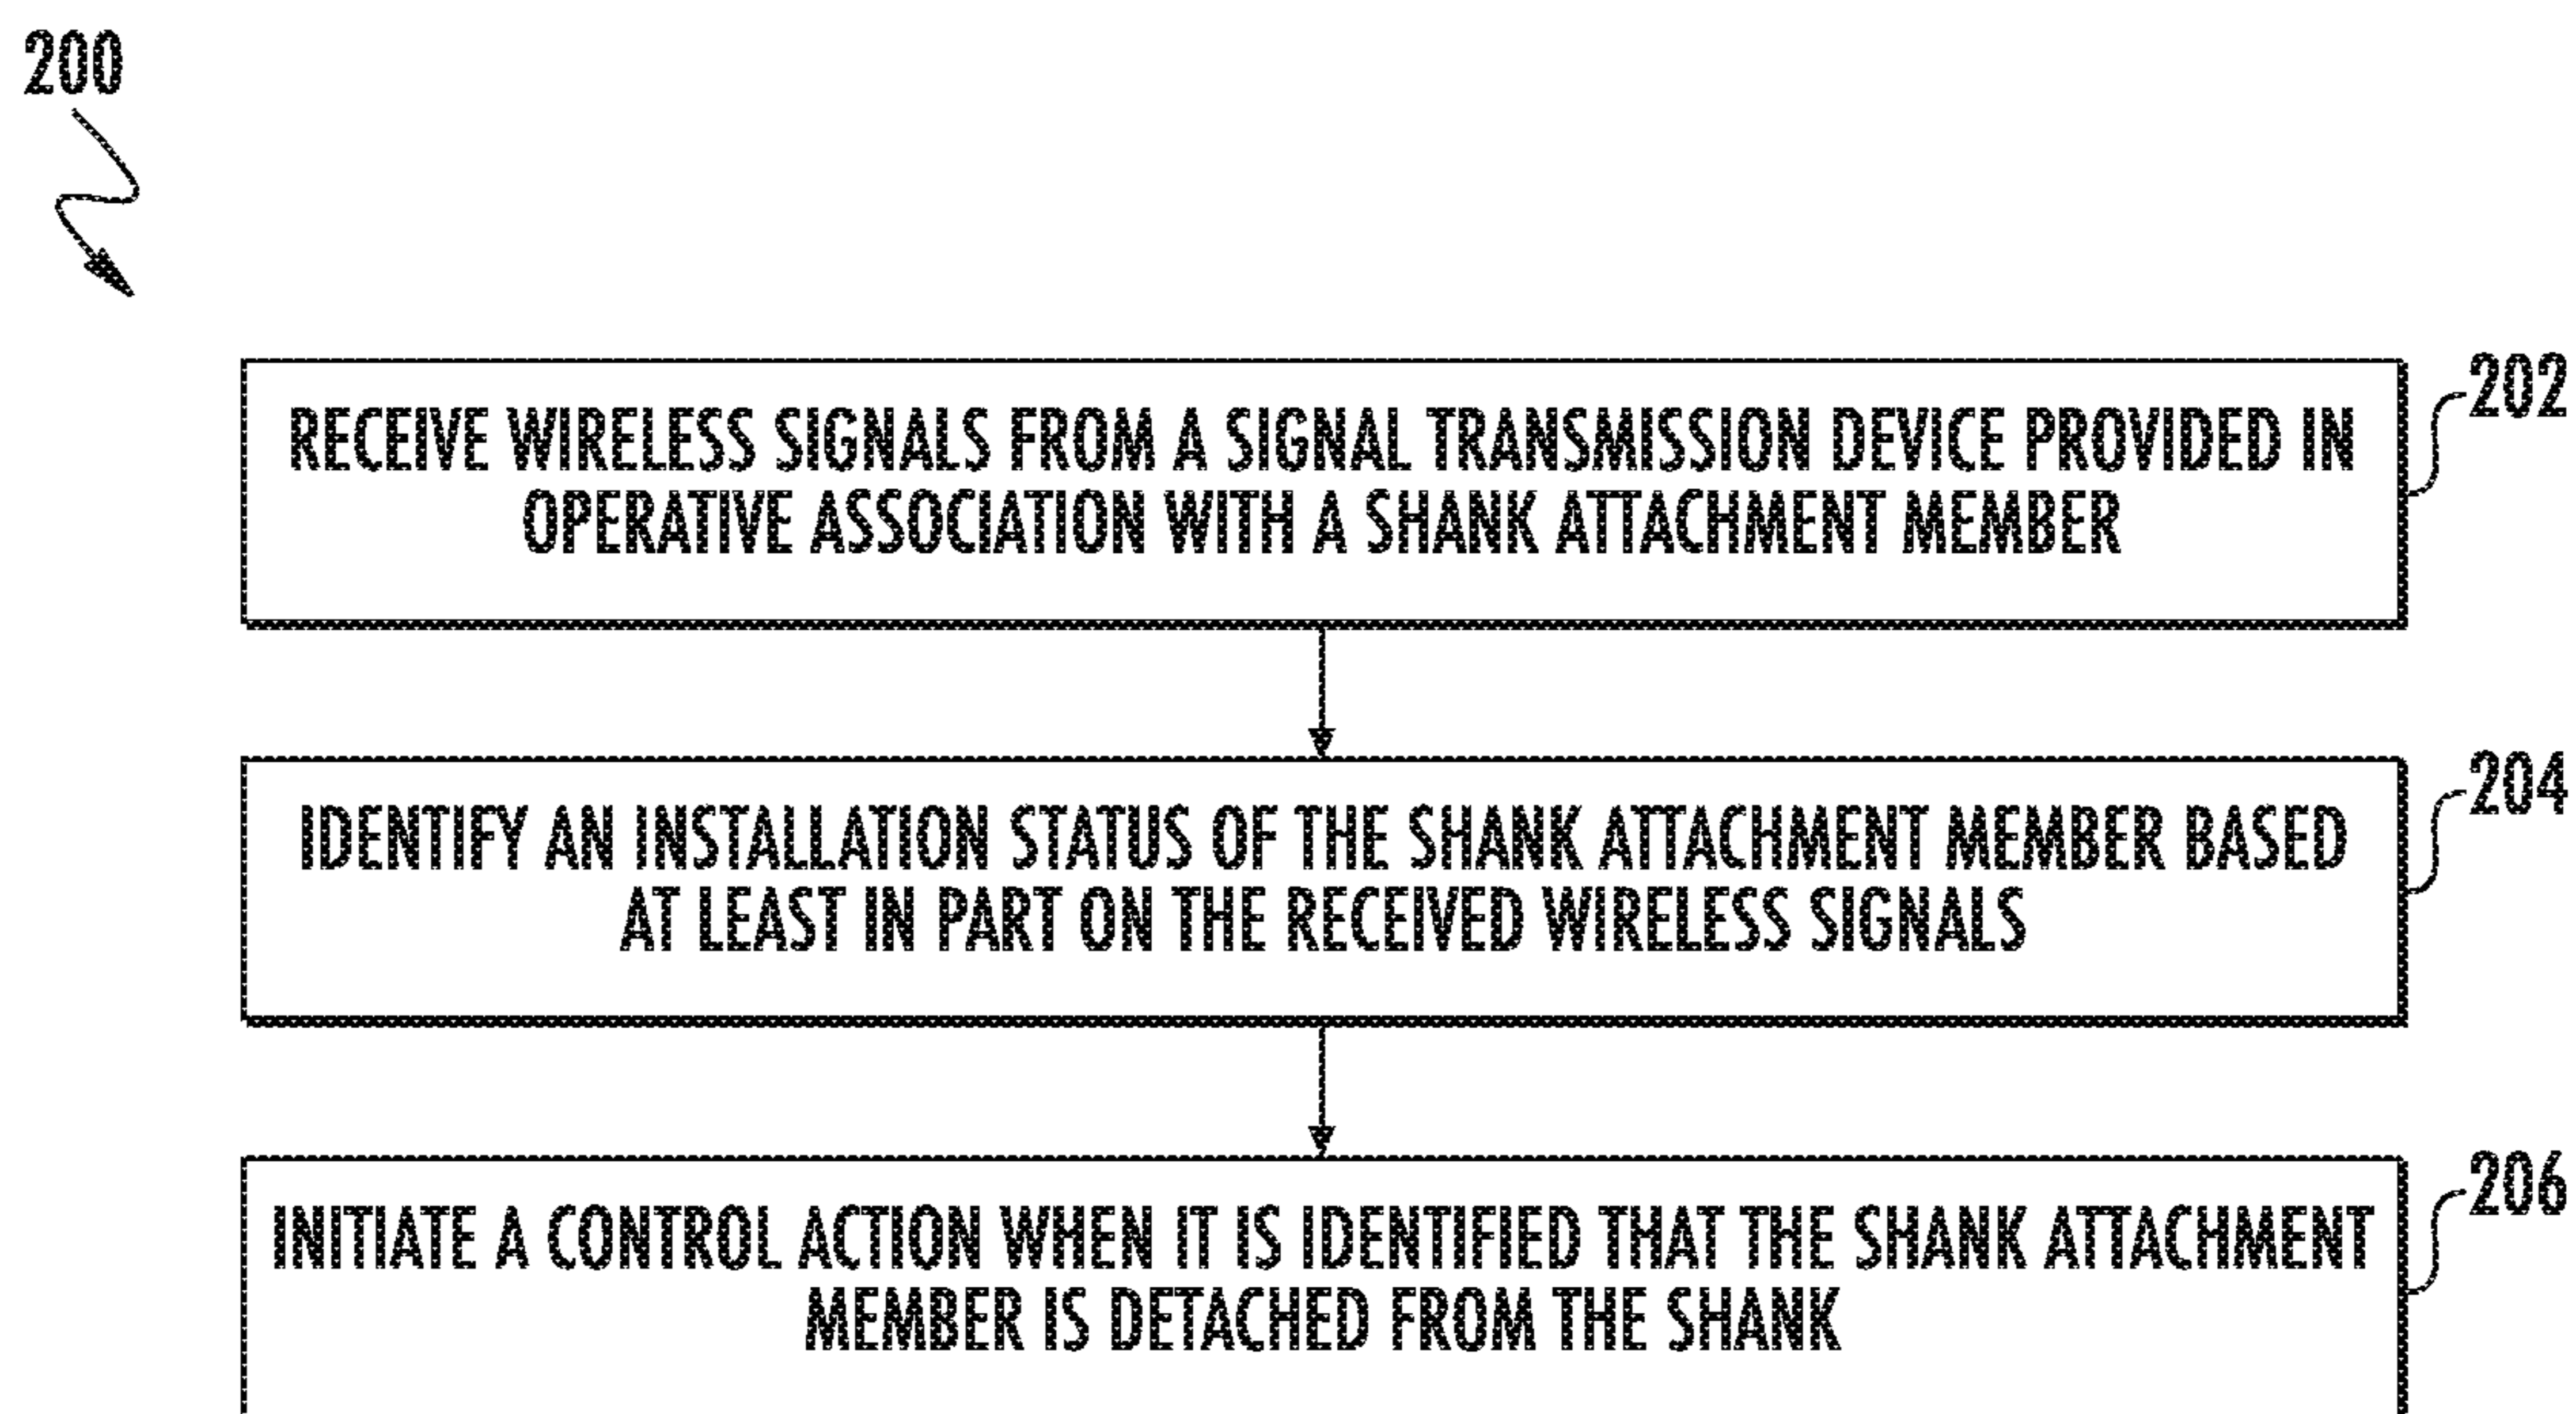 200
RECEIVE WIRELESS SIGNALS FROM A SIGNAL TRANSMISSION DEVICE PROVIDED IN
OPERATIVE ASSOCIATION WITH A SHANK ATTACHMENT MEMBER
202
IDENTIFY AN INSTALLATION STATUS OF THE SHANK ATTACHMENT MEMBER BASED
AT LEAST IN PART ON THE RECEIVED WIRELESS SIGNALS
204
INITIATE A CONTROL ACTION WHEN IT IS IDENTIFIED THAT THE SHANK ATTACHMENT
MEMBER IS DETACHED FROM THE SHANK
206